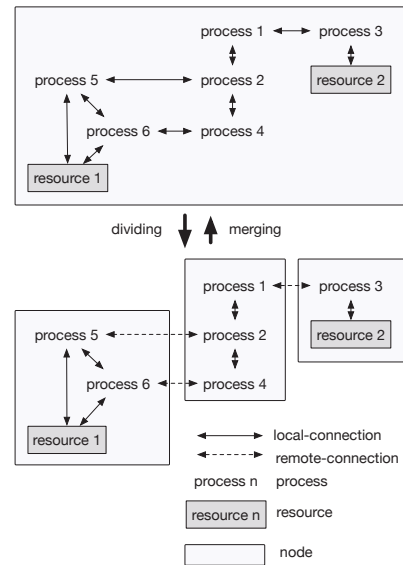 process 1 process 3
process 5 process 2 resource 2
process 6 process 4
resource 1
dividing merging
process 1 process 3
process 5 process 2 resource 2
process 6 process 4
resource 1
local-connection
remote-connection
process n process
resource n resource
node